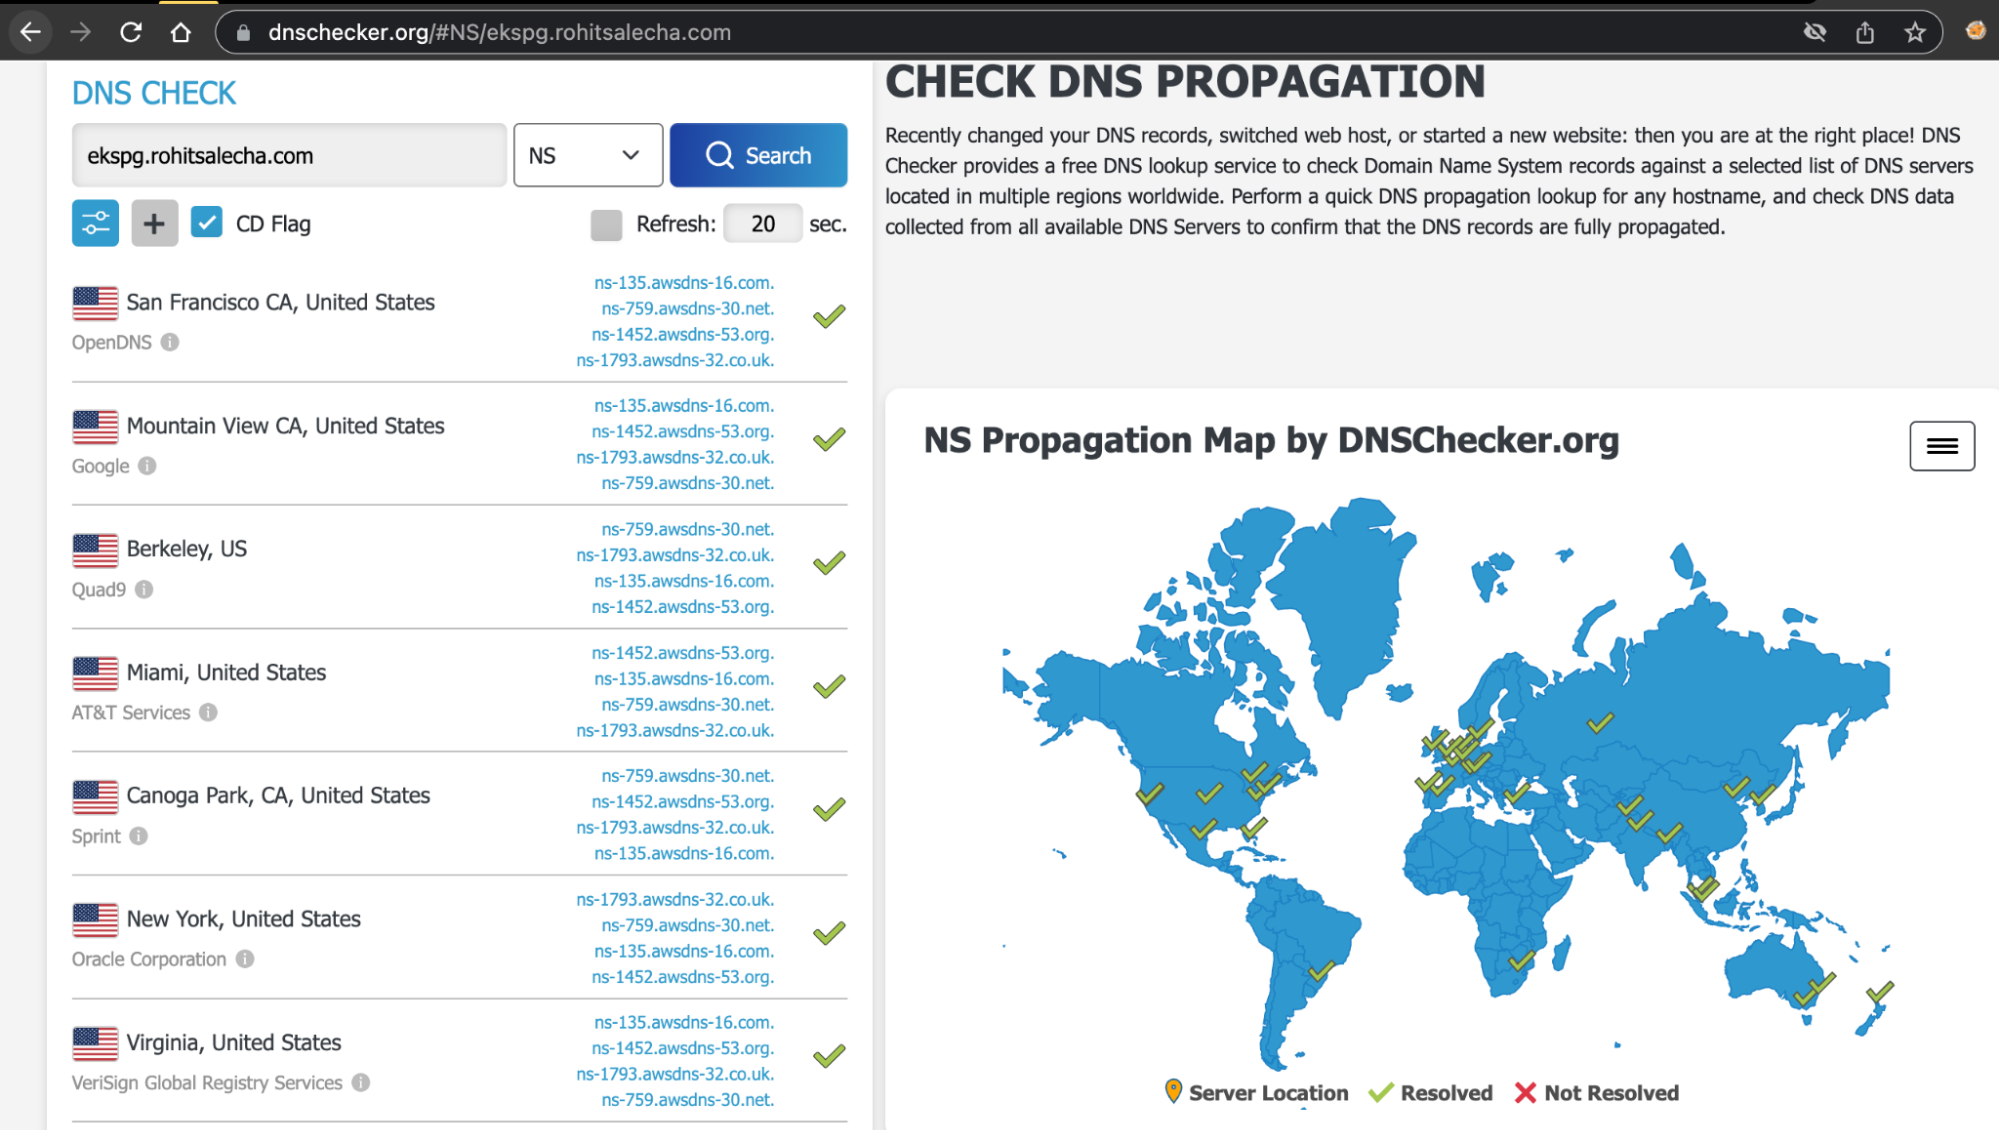 dnschecker.org/#NS/ekspg.rohitsalecha.com
DNS CHECK
ekspg.rohitsalecha.com
NS
Search
CD Flag
Refresh: 20 sec.
San Francisco CA, United States
OpenDNS
ns-135.awsdns-16.com.
ns-759.awsdns-30.net.
ns-1452.awsdns-53.org.
ns-1793.awsdns-32.co.uk.
Mountain View CA, United States
Google
ns-135.awsdns-16.com.
ns-1452.awsdns-53.org.
ns-1793.awsdns-32.co.uk.
ns-759.awsdns-30.net.
Berkeley, US
Quad9
ns-759.awsdns-30.net.
ns-1793.awsdns-32.co.uk.
ns-135.awsdns-16.com.
ns-1452.awsdns-53.org.
Miami, United States
AT&T Services
ns-1452.awsdns-53.org.
ns-135.awsdns-16.com.
ns-759.awsdns-30.net.
ns-1793.awsdns-32.co.uk.
Canoga Park, CA, United States
Sprint
ns-759.awsdns-30.net.
ns-1452.awsdns-53.org.
ns-1793.awsdns-32.co.uk.
ns-135.awsdns-16.com.
New York, United States
Oracle Corporation
ns-1793.awsdns-32.co.uk.
ns-759.awsdns-30.net.
ns-135.awsdns-16.com.
ns-1452.awsdns-53.org.
Virginia, United States
VeriSign Global Registry Services
ns-135.awsdns-16.com.
ns-1452.awsdns-53.org.
ns-1793.awsdns-32.co.uk.
ns-759.awsdns-30.net.
CHECK DNS PROPAGATION
Recently changed your DNS records, switched web host, or started a new website: then you are at the right place! DNS
Checker provides a free DNS lookup service to check Domain Name System records against a selected list of DNS servers
located in multiple regions worldwide. Perform a quick DNS propagation lookup for any hostname, and check DNS data
collected from all available DNS Servers to confirm that the DNS records are fully propagated.
NS Propagation Map by DNSChecker.org
Server Location
Resolved
Not Resolved